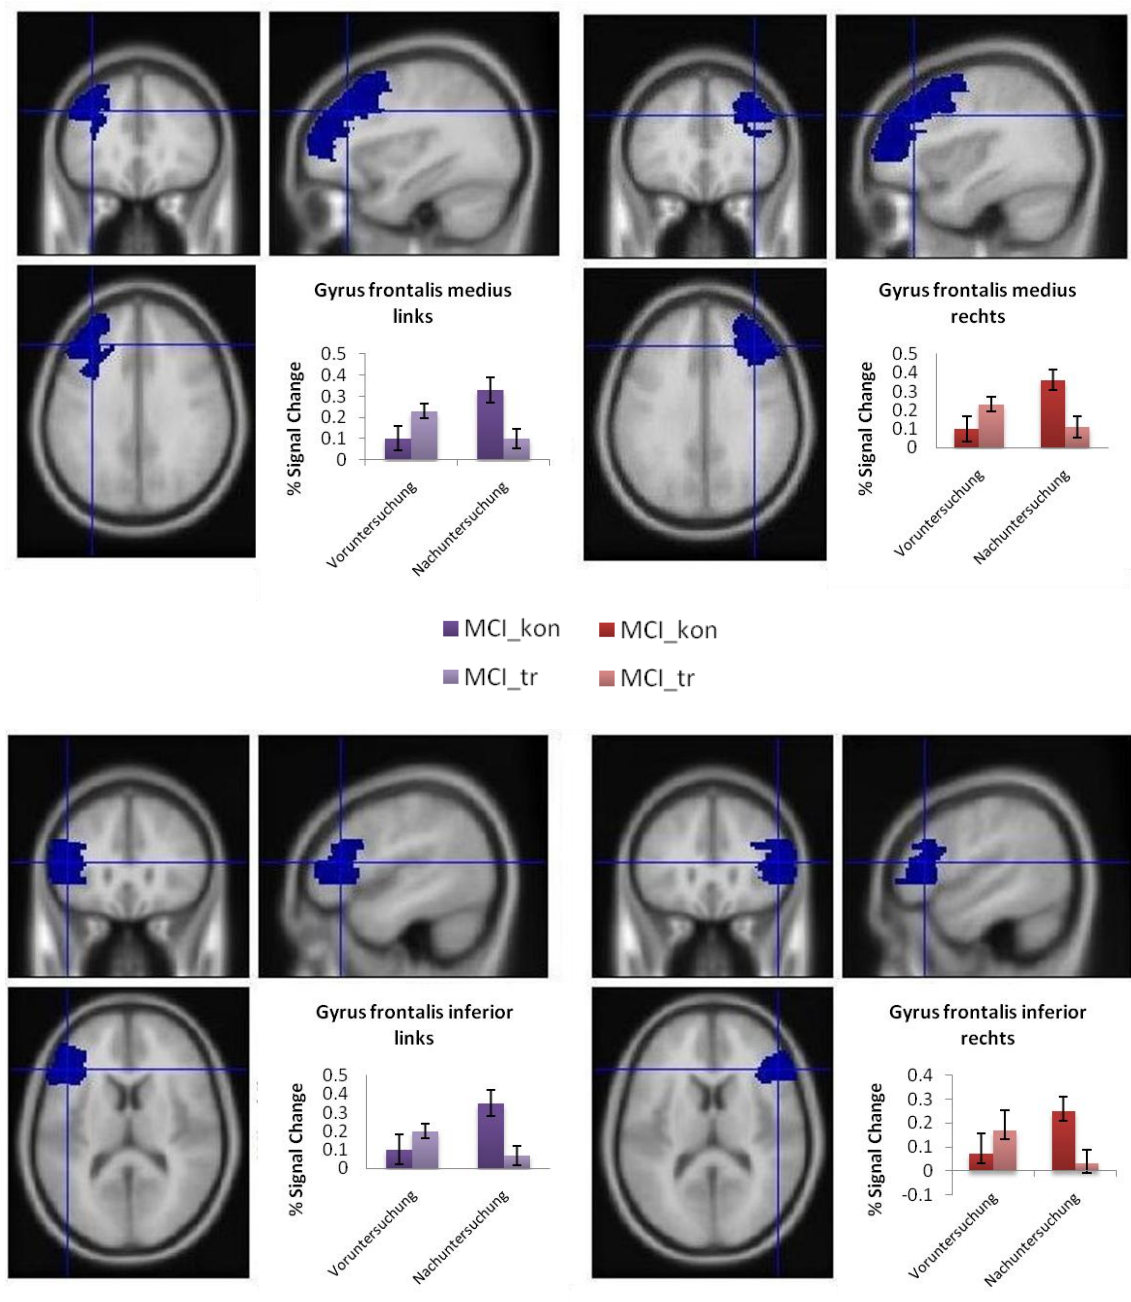 Gyrus frontalis medius
links
% Signal Change
0.5
0.4
0.3
0.2
0.1
0
Voruntersuchung
Nachuntersuchung
Gyrus frontalis medius
rechts
% Signal Change
0.5
0.4
0.3
0.2
0.1
0
Voruntersuchung
Nachuntersuchung
MCI_kon
MCI_kon
MCI_tr
MCI_tr
Gyrus frontalis inferior
links
% Signal Change
0.5
0.4
0.3
0.2
0.1
0
Voruntersuchung
Nachuntersuchung
Gyrus frontalis inferior
rechts
% Signal Change
0.4
0.3
0.2
0.1
0
-0.1
Voruntersuchung
Nachuntersuchung